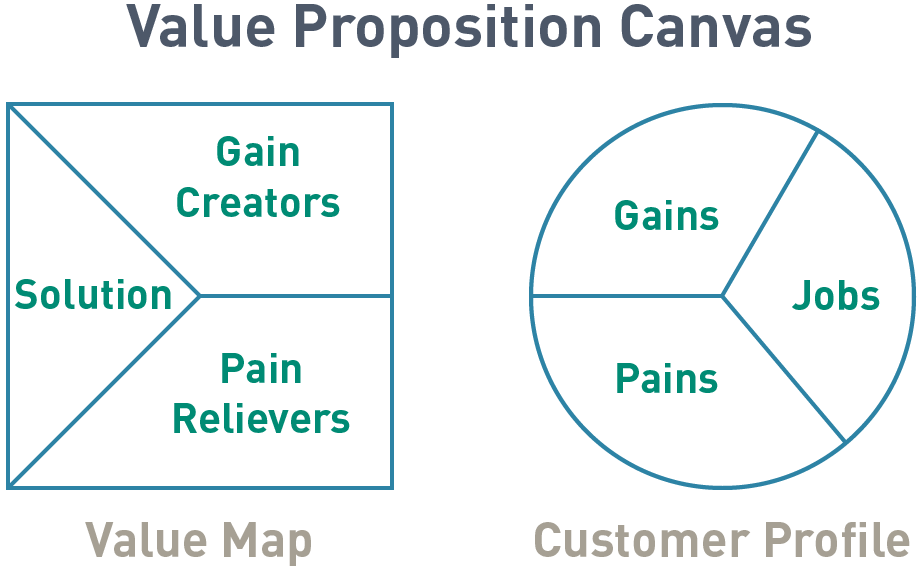 Value Proposition Canvas
Gain
Creators
Solution
Pain
Relievers
Value Map
Gains
Jobs
Pains
Customer Profile